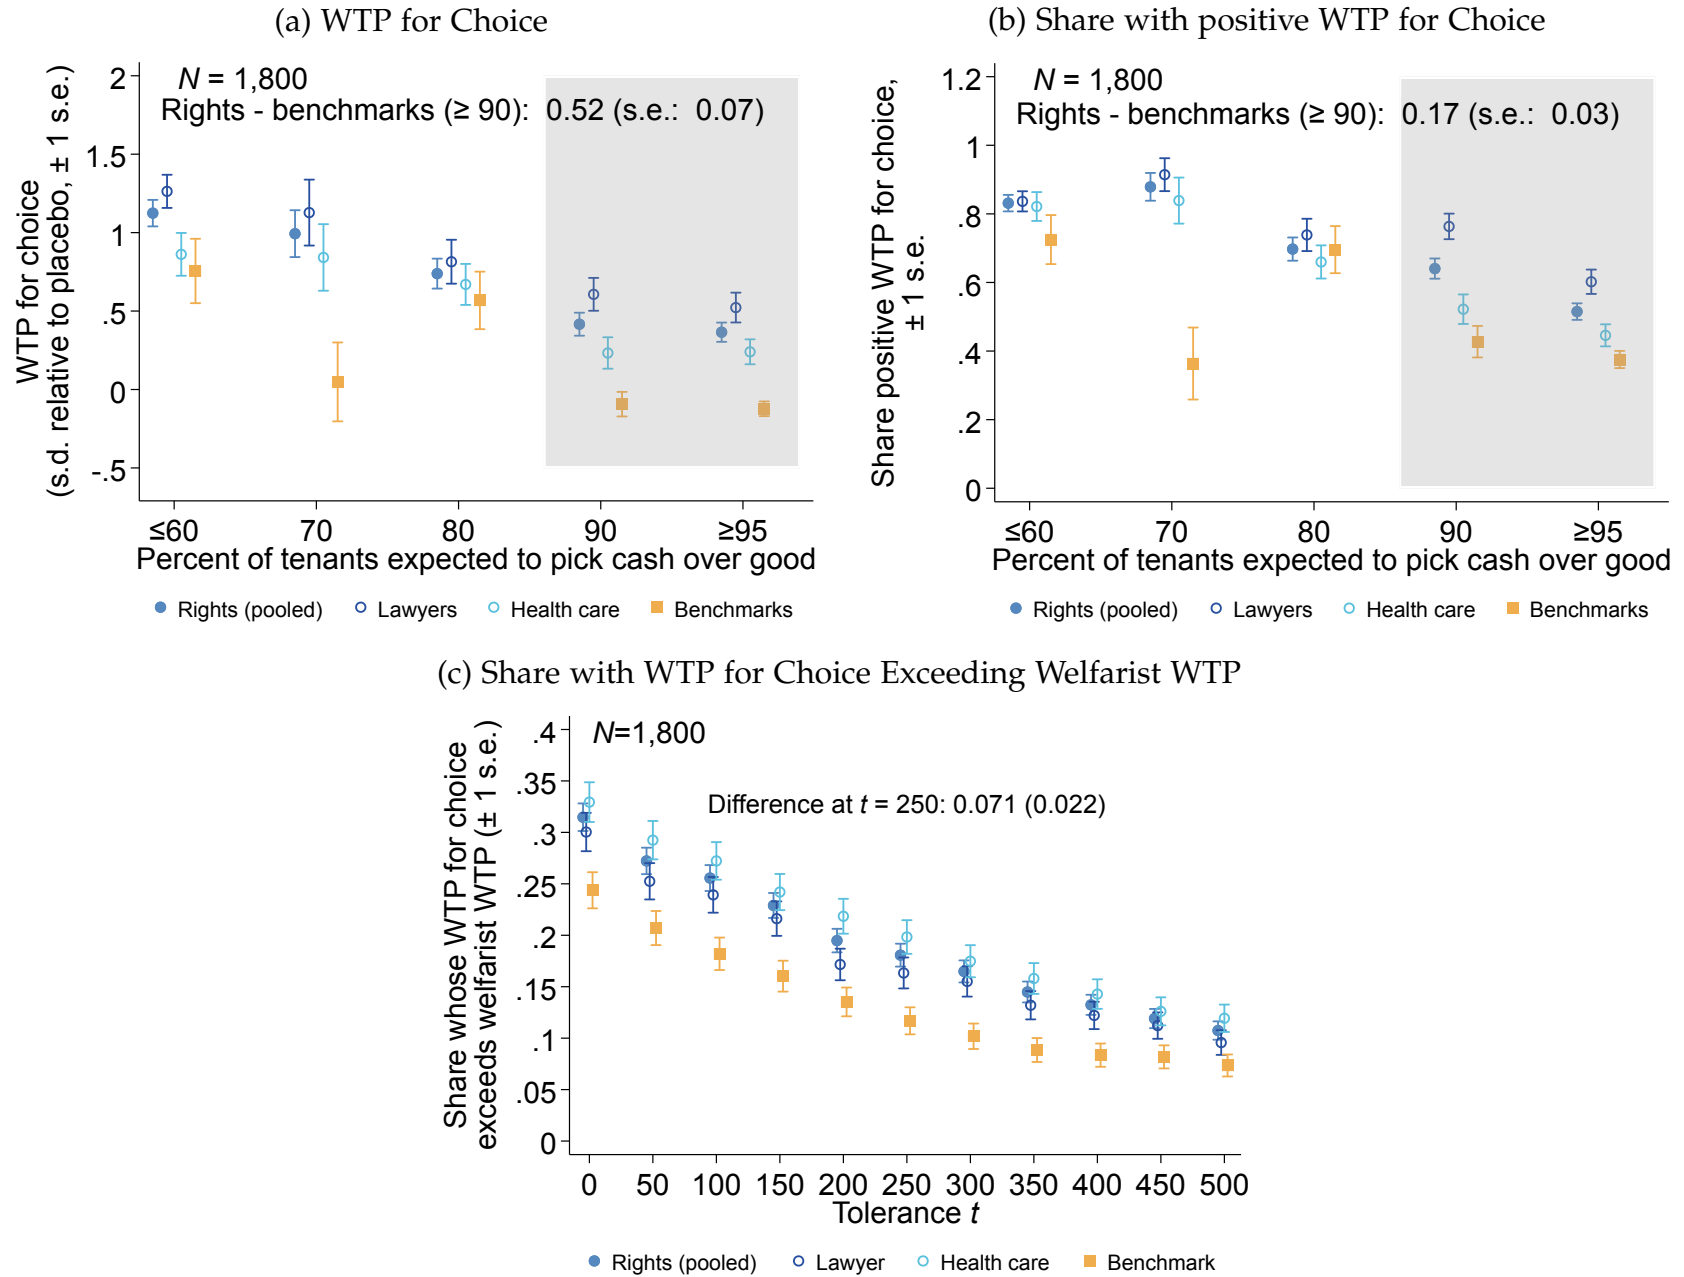 (a) WTP for Choice
WTP for choice
(s.d. relative to placebo, ± 1 s.e.)
N = 1,800
Rights - benchmarks (≥ 90): 0.52 (s.e.: 0.07)
2
1.5
1
.5
0
-.5
≤60 70 80 90 ≥95
Percent of tenants expected to pick cash over good
Rights (pooled) Lawyers Health care Benchmarks
(b) Share with positive WTP for Choice
Share positive WTP for choice,
± 1 s.e.
N = 1,800
Rights - benchmarks (≥ 90): 0.17 (s.e.: 0.03)
1.2
1
.8
.6
.4
.2
0
≤60 70 80 90 ≥95
Percent of tenants expected to pick cash over good
Rights (pooled) Lawyers Health care Benchmarks
(c) Share with WTP for Choice Exceeding Welfarist WTP
Share whose WTP for choice
exceeds welfarist WTP (± 1 s.e.)
N=1,800
Difference at t = 250: 0.071 (0.022)
.4
.35
.3
.25
.2
.15
.1
.05
0
0 50 100 150 200 250 300 350 400 450 500
Tolerance t
Rights (pooled) Lawyer Health care Benchmark